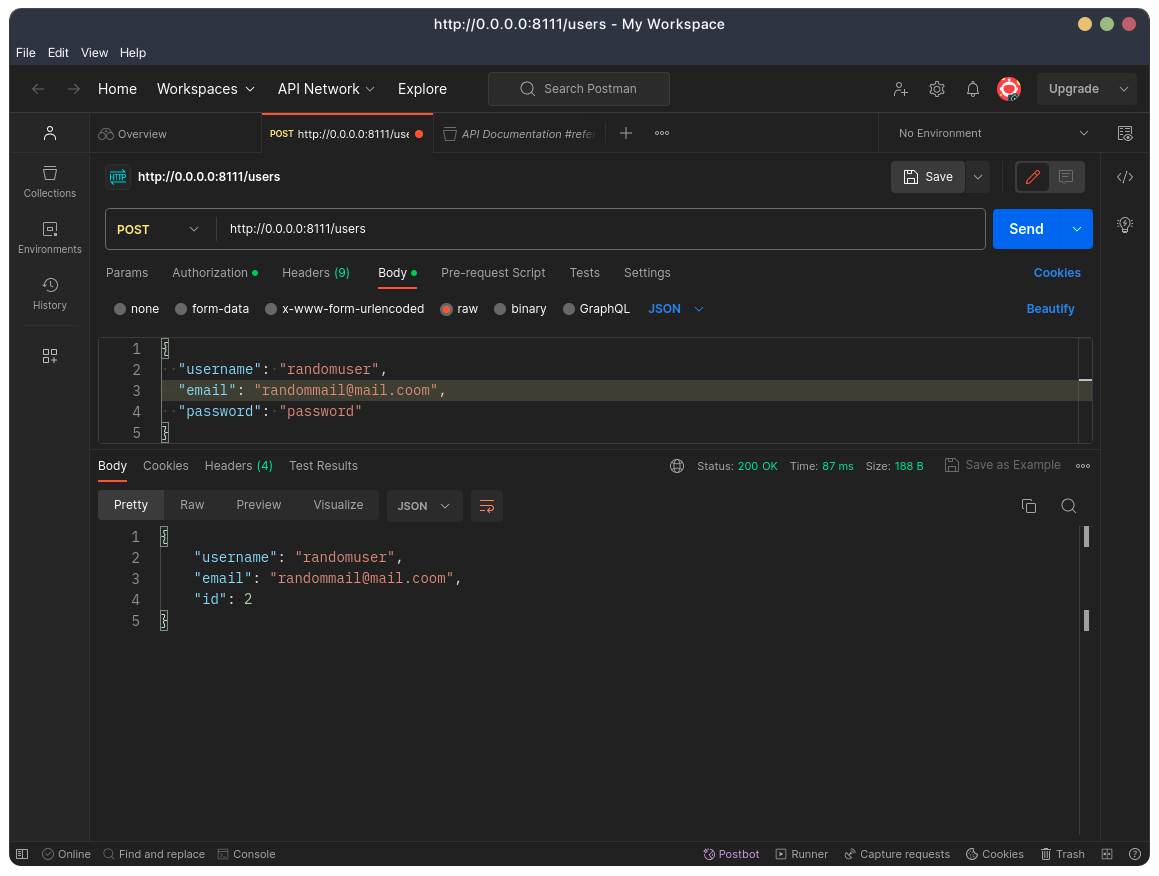 http://0.0.0.0:8111/users - My Workspace
File Edit View Help
Home Workspaces API Network Explore Search Postman Upgrade
Overview POST http://0.0.0.0:8111/use API Documentation #refe No Environment
HTTP http://0.0.0.0:8111/users Save
Collections
Environments
History
POST http://0.0.0.0:8111/users Send
Params Authorization Headers (9) Body Pre-request Script Tests Settings Cookies
none form-data x-www-form-urlencoded raw binary GraphQL JSON Beautify
1 {
2 "username": "randomuser",
3 "email": "randommail@mail.coom",
4 "password": "password"
5 }
Body Cookies Headers (4) Test Results Status: 200 OK Time: 87 ms Size: 188 B Save as Example
Pretty Raw Preview Visualize JSON
1 {
2 "username": "randomuser",
3 "email": "randommail@mail.coom",
4 "id": 2
5 }
Online Find and replace Console Postbot Runner Capture requests Cookies Trash